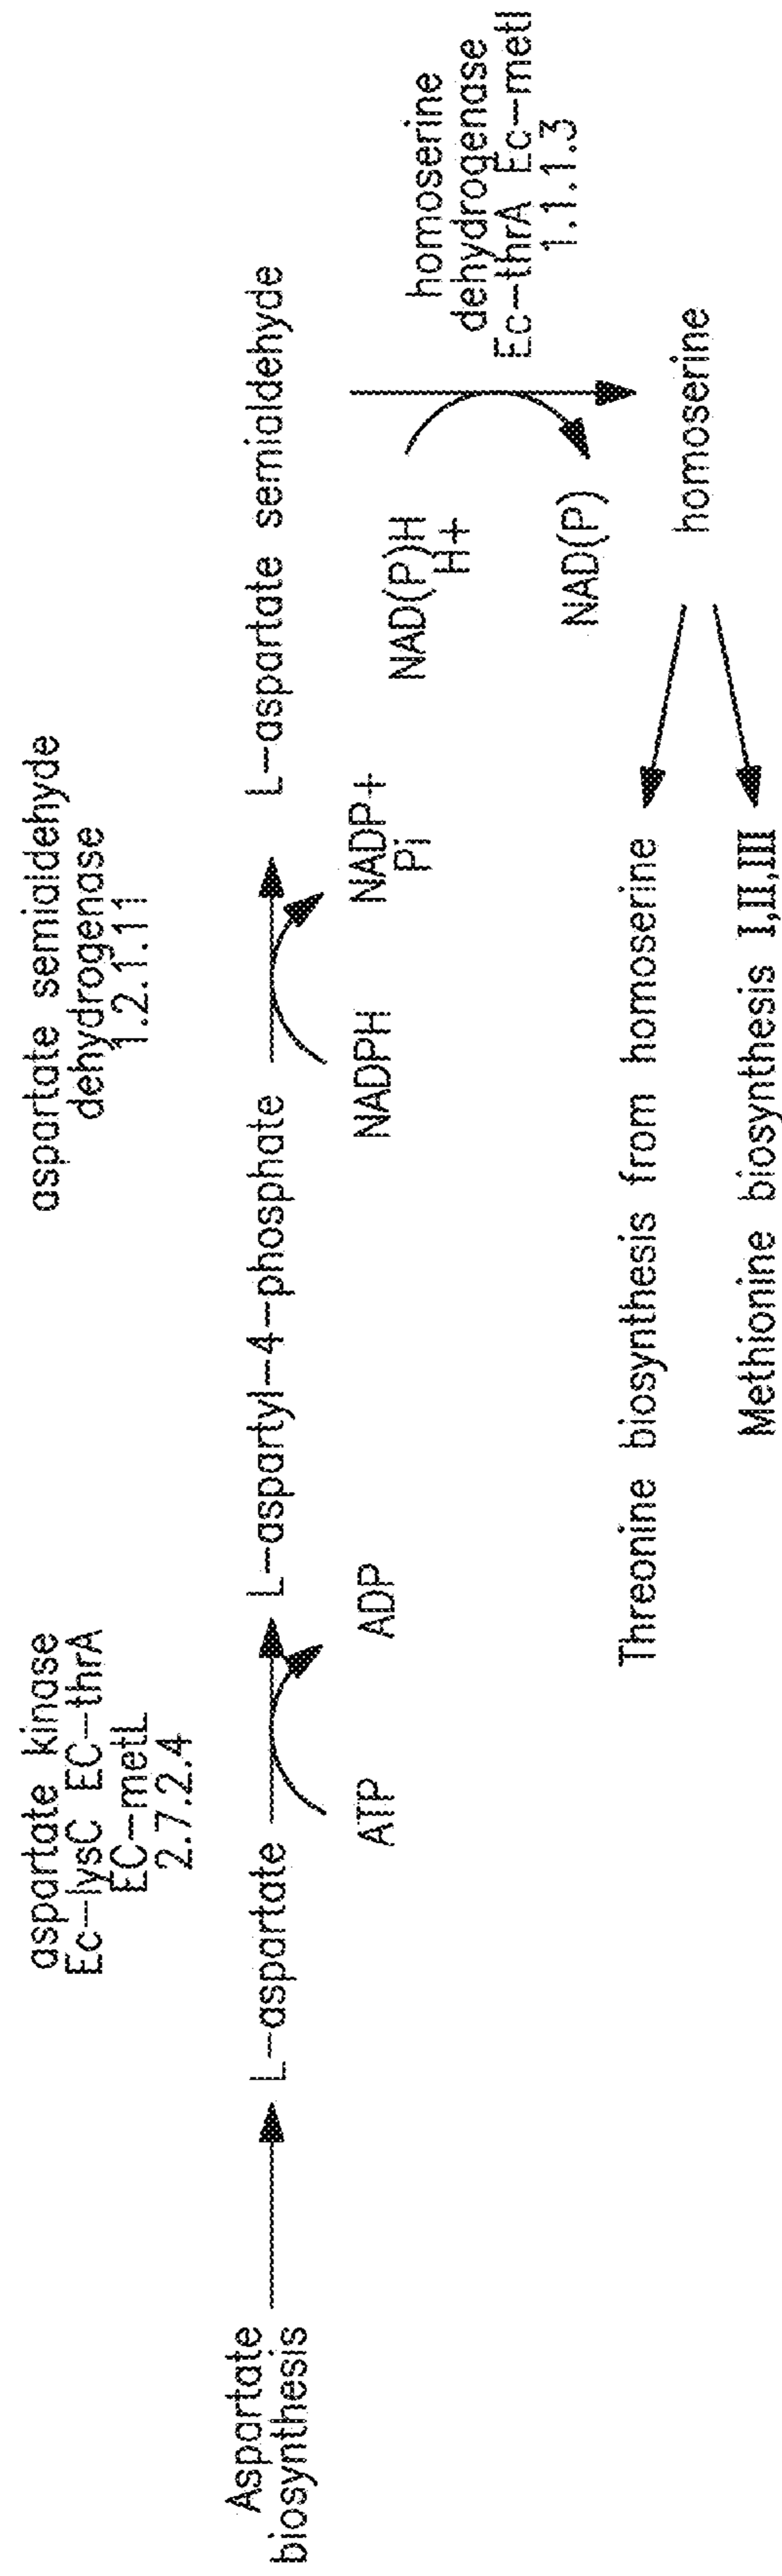 Aspartate
biosynthesis
L-aspartate
aspartate kinase
Ec-lysC EC-thrA
EC-metL
2.7.2.4
ATP
ADP
L-aspartyl-4-phosphate
aspartate semialdehyde
dehydrogenase
1.2.1.11
NADPH
NADP+
Pi
L-aspartate semialdehyde
homoserine
dehydrogenase
Ec-thrA Ec-metl
1.1.1.3
NAD(P)H
H+
NAD(P)
homoserine
Threonine biosynthesis from homoserine
Methionine biosynthesis I,II,III